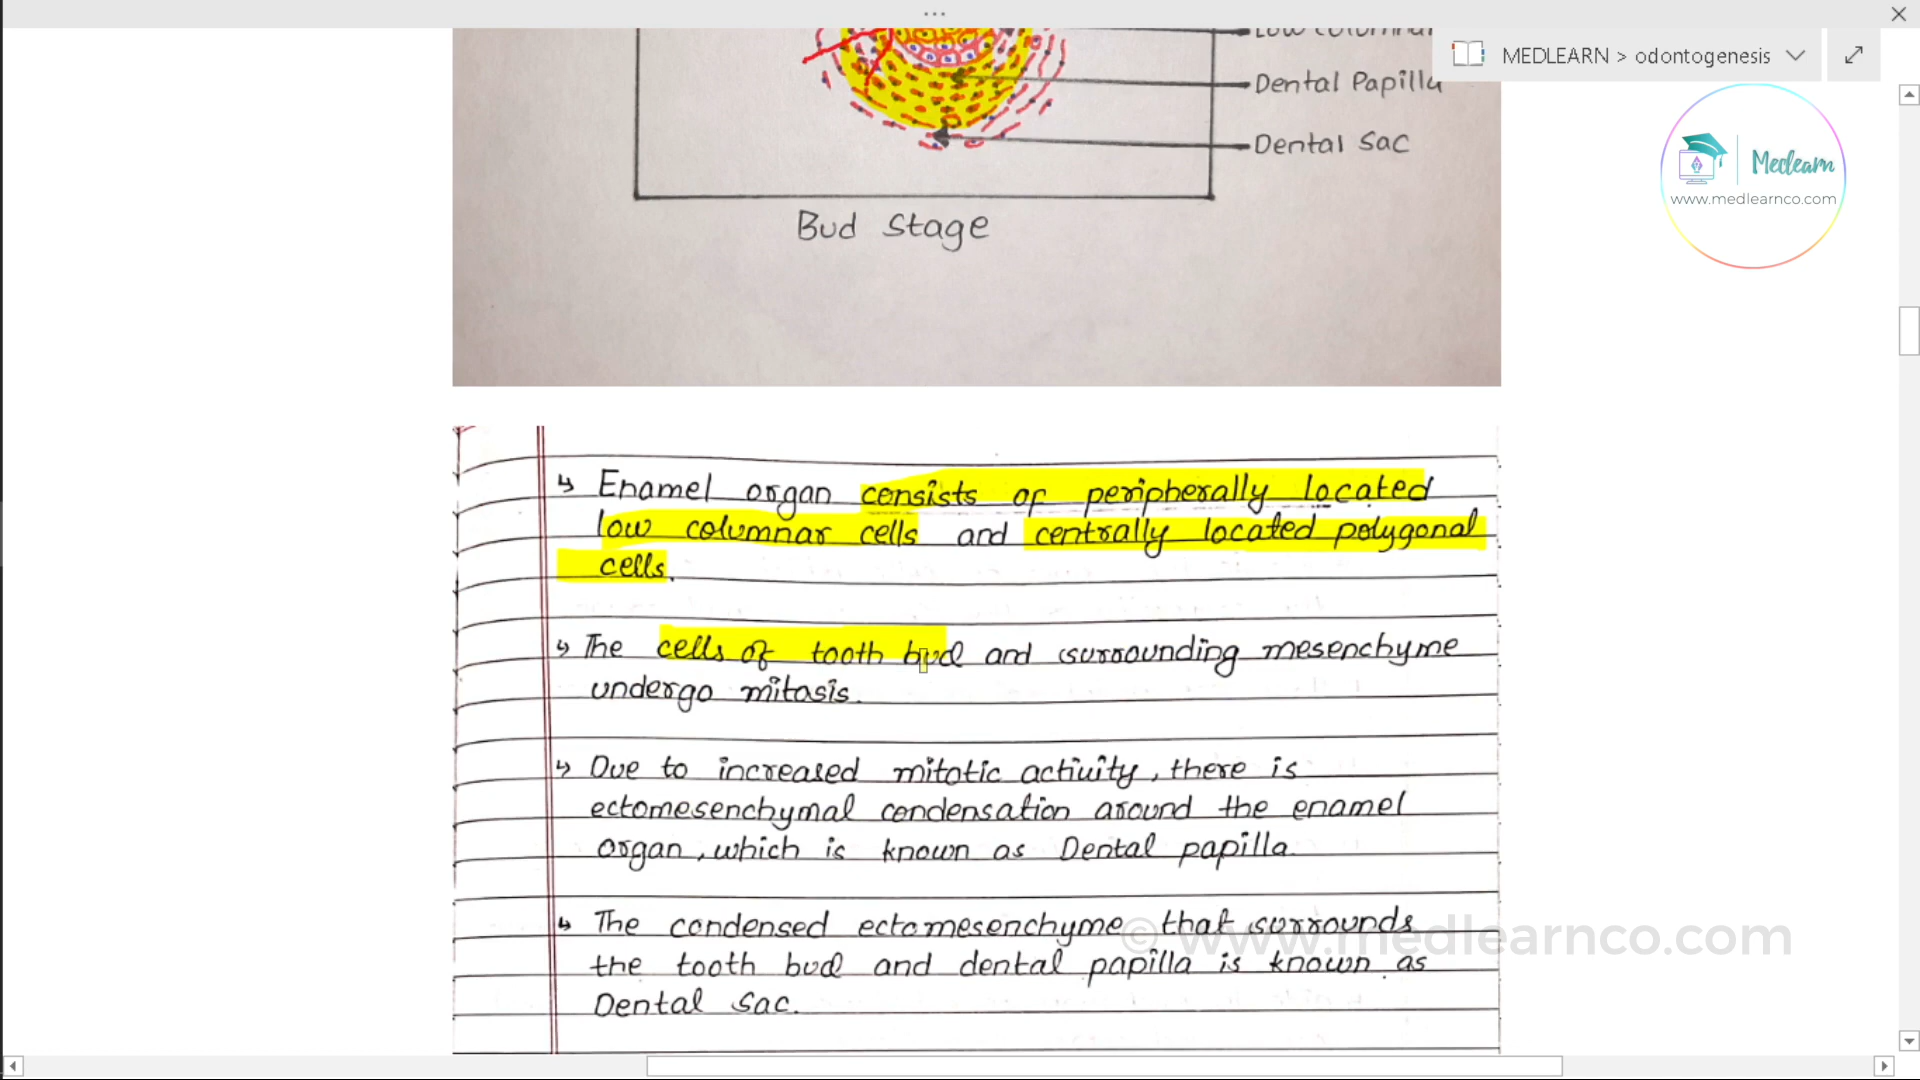 Low columnar
MEDLEARN > odontogenesis
Dental Papilla
Dental Sac
Medlearn
www.medlearnco.com
Bud Stage
↳ Enamel organ consists of peripherally located
low columnar cells and centrally located polygonal
cells.
↳ The cells of tooth bud and surrounding mesenchyme
undergo mitosis.
↳ Due to increased mitotic activity, there is
ectomesenchymal condensation around the enamel
organ, which is known as Dental papilla.
↳ The condensed ectomesenchyme that surrounds
the tooth bud and dental papilla is known as
Dental Sac.
© www.medlearnco.com